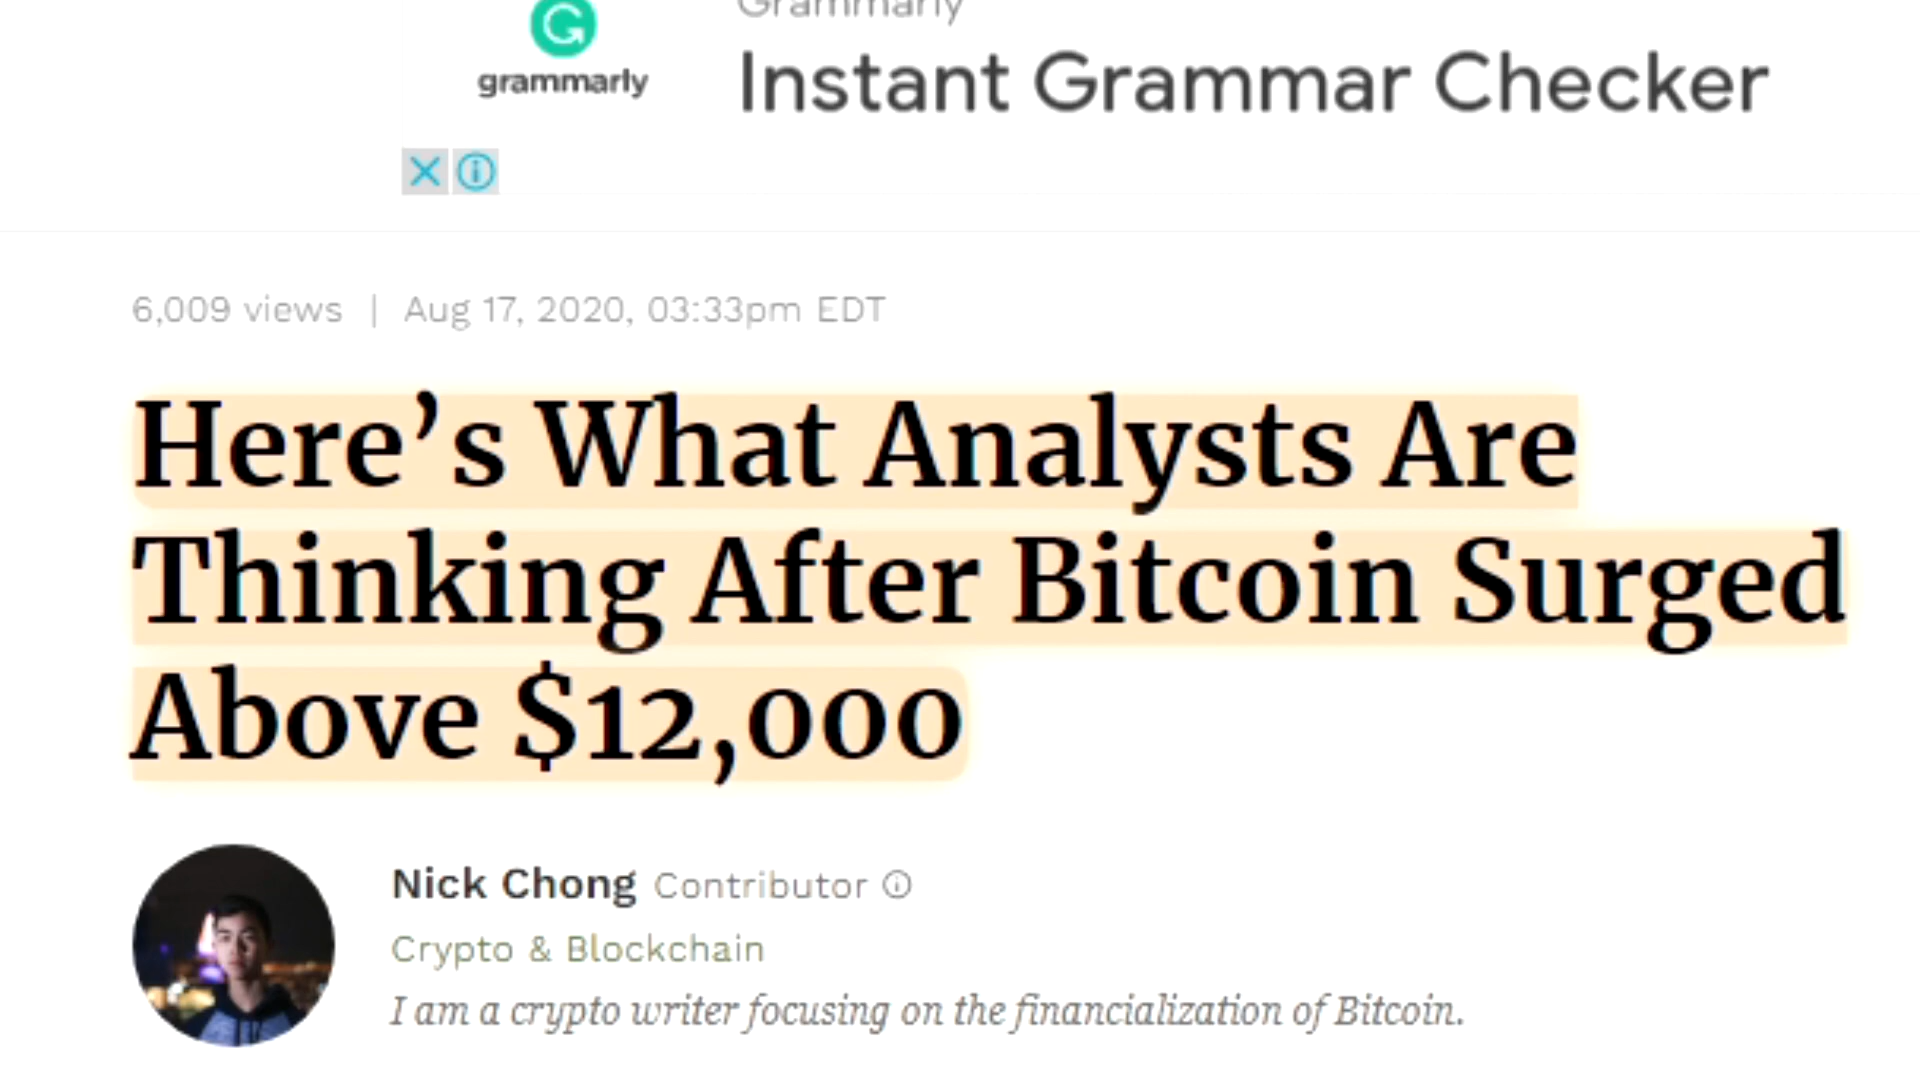 Grammarly
grammarly
Instant Grammar Checker
6,009 views | Aug 17, 2020, 03:33pm EDT
Here’s What Analysts Are
Thinking After Bitcoin Surged
Above $12,000
Nick Chong Contributor
Crypto & Blockchain
I am a crypto writer focusing on the financialization of Bitcoin.